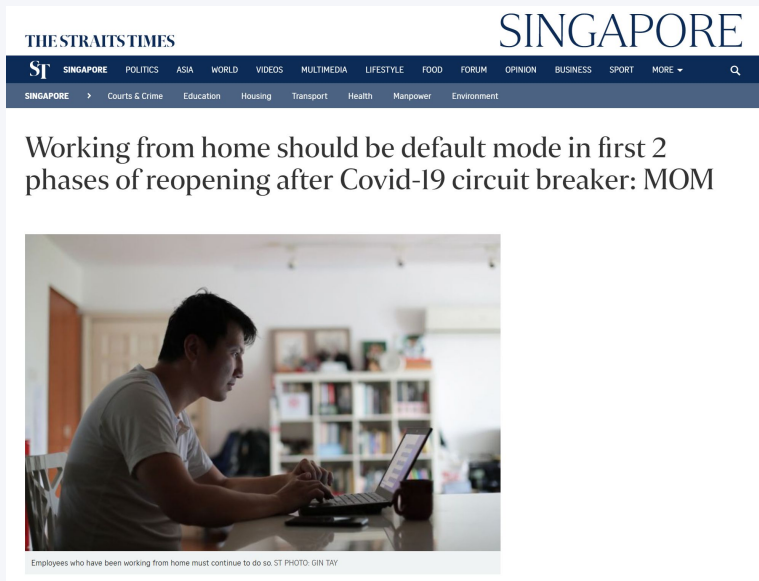 THE STRAITS TIMES
SINGAPORE
ST SINGAPORE POLITICS ASIA WORLD VIDEOS MULTIMEDIA LIFESTYLE FOOD FORUM OPINION BUSINESS SPORT MORE
SINGAPORE > Courts & Crime Education Housing Transport Health Manpower Environment
Working from home should be default mode in first 2
phases of reopening after Covid-19 circuit breaker: MOM
Employees who have been working from home must continue to do so. ST PHOTO: GIN TAY